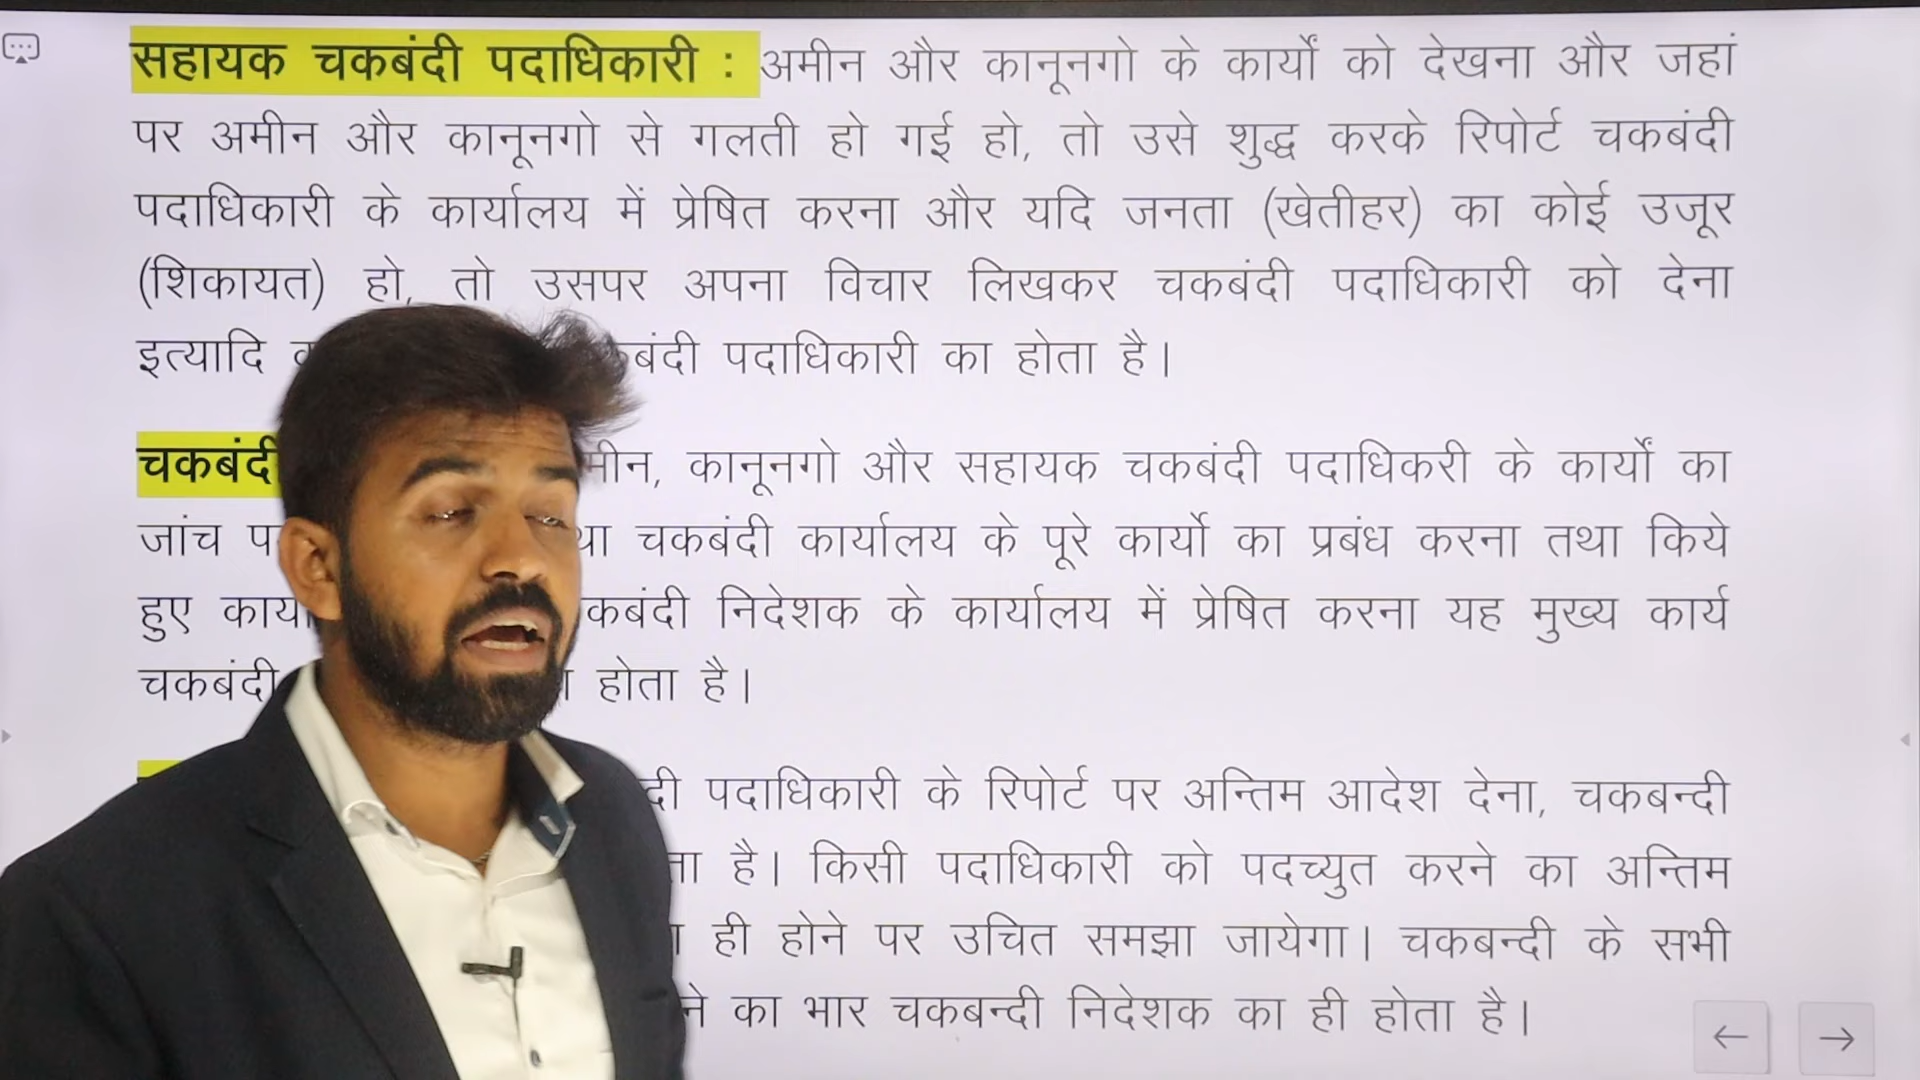 सहायक चकबंदी पदाधिकारी : अमीन और कानूनगो के कार्यों को देखना और जहां
पर अमीन और कानूनगो से गलती हो गई हो, तो उसे शुद्ध करके रिपोर्ट चकबंदी
पदाधिकारी के कार्यालय में प्रेषित करना और यदि जनता (खेतीहर) का कोई उजूर
(शिकायत) हो, तो उसपर अपना विचार लिखकर चकबंदी पदाधिकारी को देना
इत्यादि पदाधिकारी का होता है।
चकबंदी कानूनगो और सहायक चकबंदी पदाधिकरी के कार्यों का
जांच चकबंदी कार्यालय के पूरे कार्यो का प्रबंध करना तथा किये
हुए निदेशक के कार्यालय में प्रेषित करना यह मुख्य कार्य
चकबंदी होता है।
पदाधिकारी के रिपोर्ट पर अन्तिम आदेश देना, चकबन्दी
है। किसी पदाधिकारी को पदच्युत करने का अन्तिम
ही होने पर उचित समझा जायेगा। चकबन्दी के सभी
का भार चकबन्दी निदेशक का ही होता है।